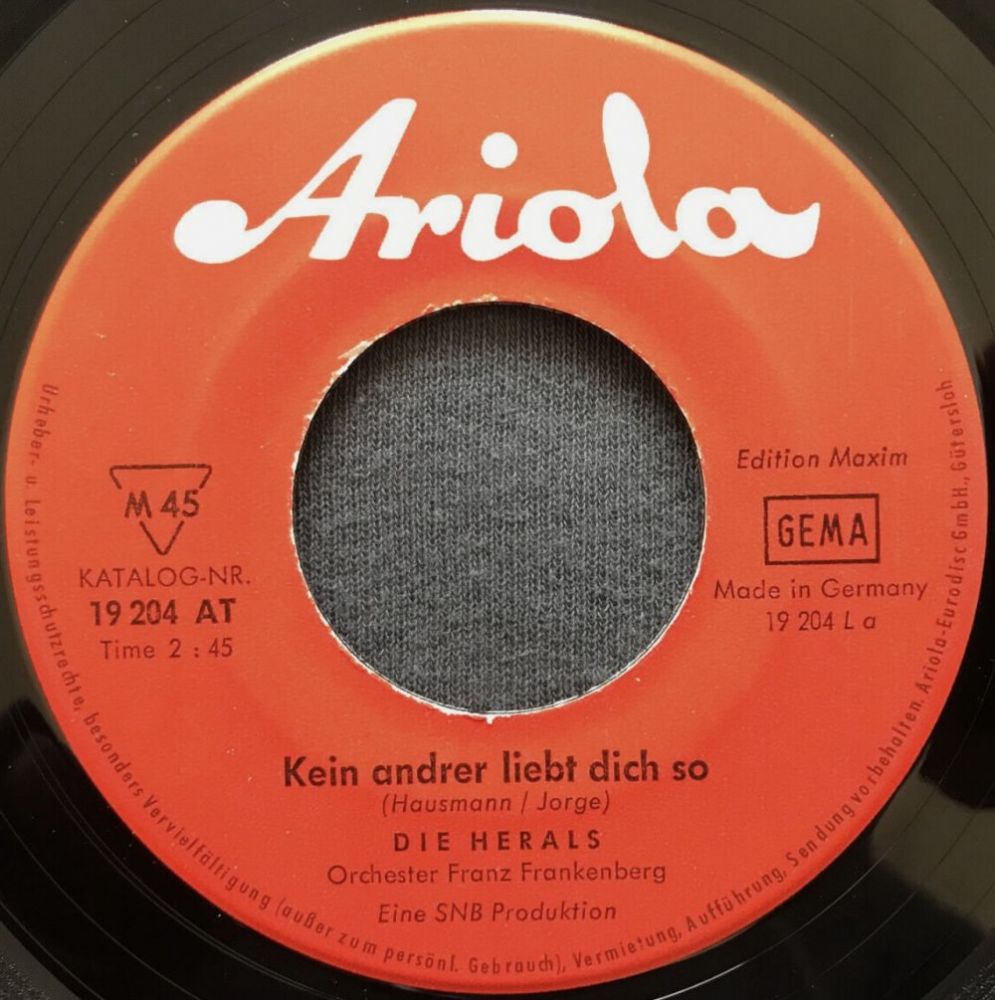 Ariola
M 45
KATALOG-NR.
19 204 AT
Time 2 : 45
Edition Maxim
GEMA
Made in Germany
19 204 L a
Kein andrer liebt dich so
(Hausmann / Jorge)
DIE HERALS
Orchester Franz Frankenberg
Eine SNB Produktion
Urheber- u. Leistungsschutzrechte, besonders Vervielfältigung (außer zum persönl. Gebrauch), Vermietung, Aufführung, Sendung vorbehalten. Ariola-Eurodisc GmbH., Gütersloh